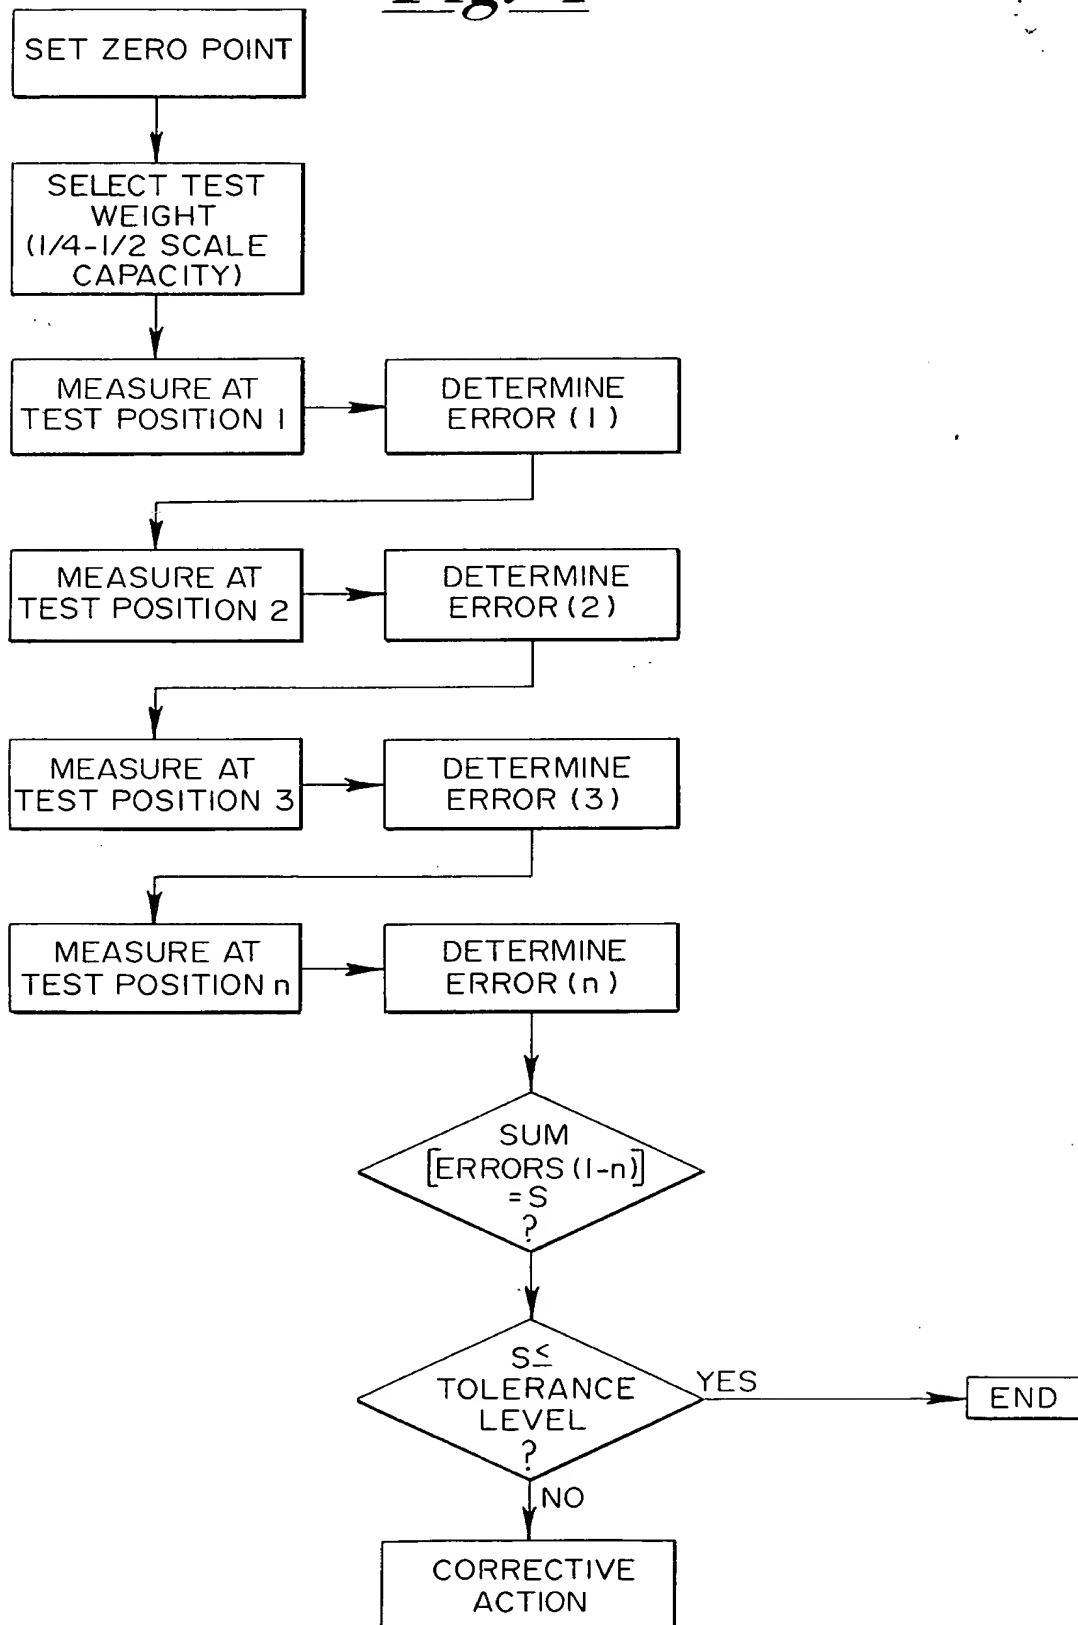 SET ZERO POINT
SELECT TEST
WEIGHT
(1/4-1/2 SCALE
CAPACITY)
MEASURE AT
TEST POSITION 1
DETERMINE
ERROR (1)
MEASURE AT
TEST POSITION 2
DETERMINE
ERROR (2)
MEASURE AT
TEST POSITION 3
DETERMINE
ERROR (3)
MEASURE AT
TEST POSITION n
DETERMINE
ERROR (n)
SUM
[ERRORS (1-n)]
=S
?
S≤
TOLERANCE
LEVEL
?
YES
END
NO
CORRECTIVE
ACTION